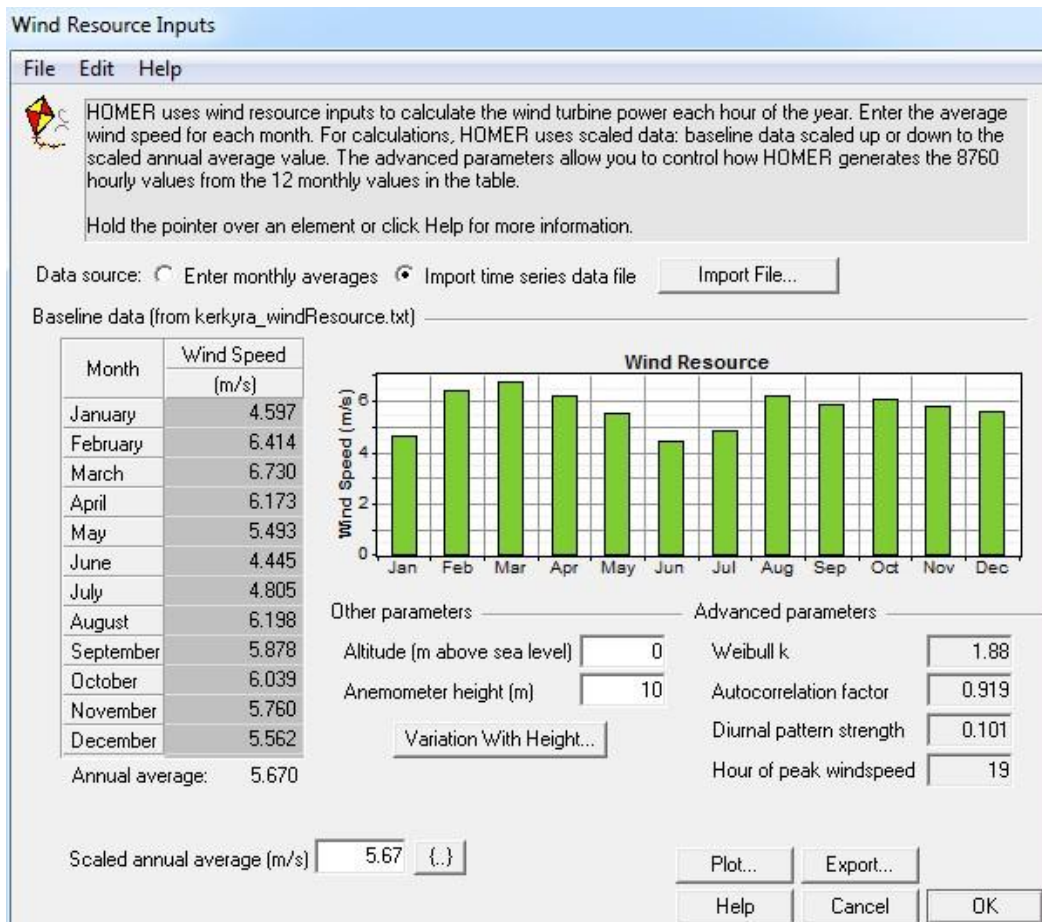 Wind Resource Inputs
File Edit Help
HOMER uses wind resource inputs to calculate the wind turbine power each hour of the year. Enter the average
wind speed for each month. For calculations, HOMER uses scaled data: baseline data scaled up or down to the
scaled annual average value. The advanced parameters allow you to control how HOMER generates the 8760
hourly values from the 12 monthly values in the table.
Hold the pointer over an element or click Help for more information.
Data source: Enter monthly averages Import time series data file Import File...
Baseline data (from kerkyra_windResource.txt)
Month Wind Speed
(m/s)
January 4.597
February 6.414
March 6.730
April 6.173
May 5.493
June 4.445
July 4.805
August 6.198
September 5.878
October 6.039
November 5.760
December 5.562
Annual average: 5.670
Wind Resource
Wind Speed (m/s)
6
4
2
0
Jan Feb Mar Apr May Jun Jul Aug Sep Oct Nov Dec
Other parameters
Altitude (m above sea level) 0
Anemometer height (m) 10
Variation With Height...
Advanced parameters
Weibull k 1.88
Autocorrelation factor 0.919
Diurnal pattern strength 0.101
Hour of peak windspeed 19
Scaled annual average (m/s) 5.67 {..}
Plot... Export...
Help Cancel OK